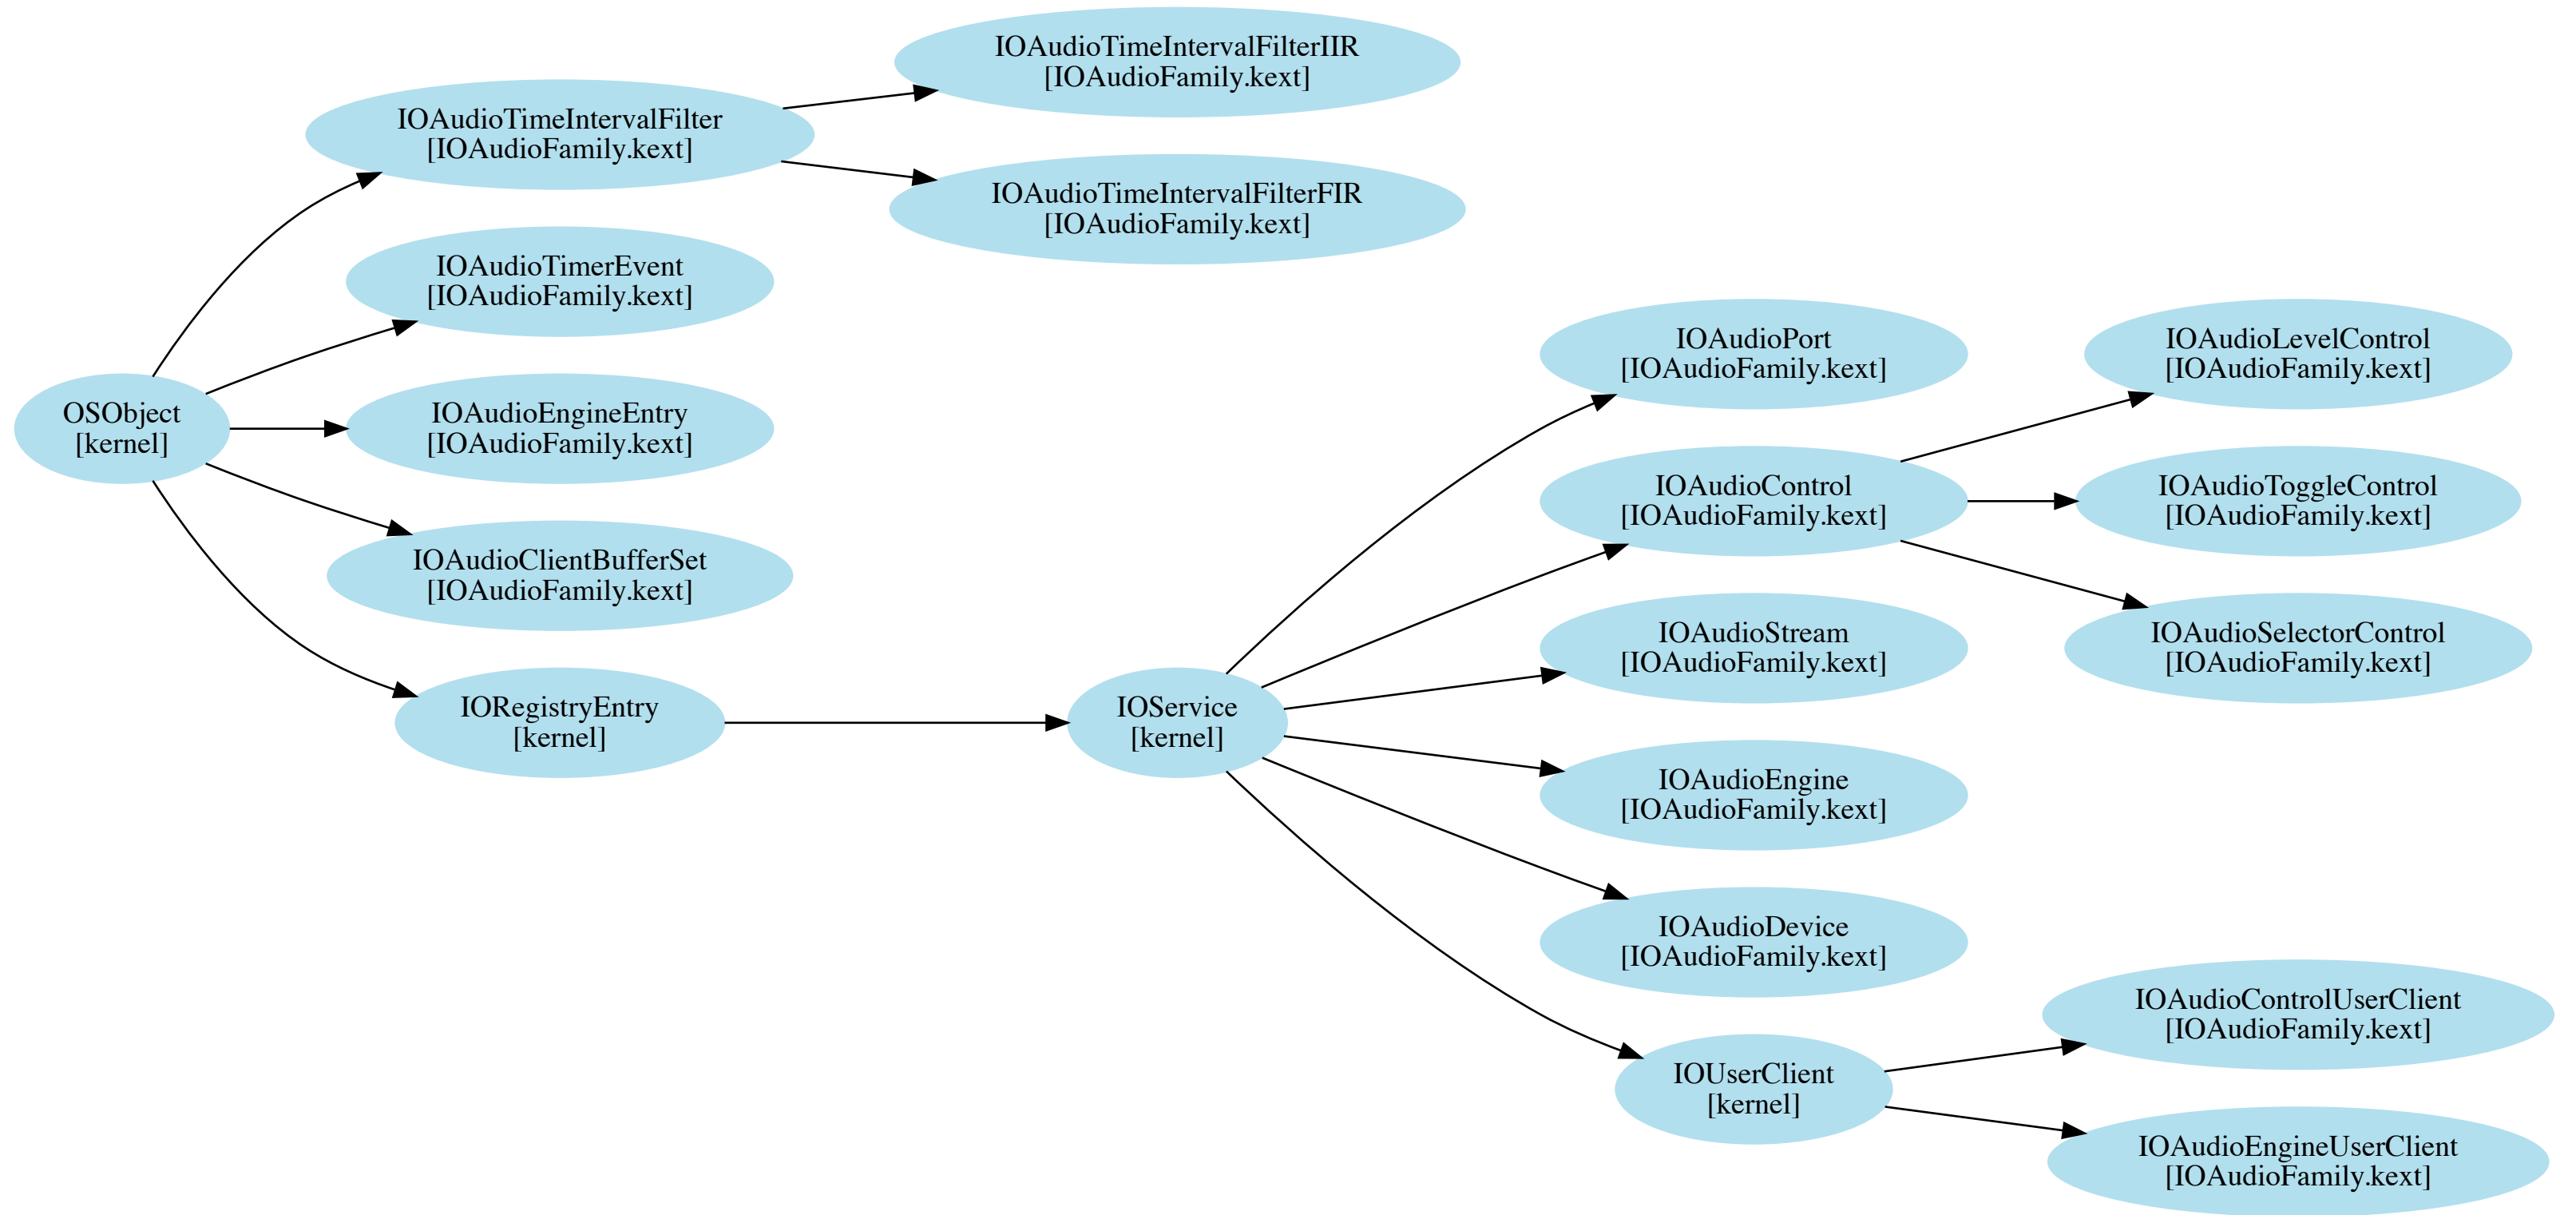 IOAudioTimeIntervalFilterIIR
[IOAudioFamily.kext]
IOAudioTimeIntervalFilter
[IOAudioFamily.kext]
IOAudioTimeIntervalFilterFIR
[IOAudioFamily.kext]
IOAudioTimerEvent
[IOAudioFamily.kext]
OSObject
[kernel]
IOAudioEngineEntry
[IOAudioFamily.kext]
IOAudioClientBufferSet
[IOAudioFamily.kext]
IORegistryEntry
[kernel]
IOService
[kernel]
IOAudioPort
[IOAudioFamily.kext]
IOAudioControl
[IOAudioFamily.kext]
IOAudioStream
[IOAudioFamily.kext]
IOAudioEngine
[IOAudioFamily.kext]
IOAudioDevice
[IOAudioFamily.kext]
IOUserClient
[kernel]
IOAudioLevelControl
[IOAudioFamily.kext]
IOAudioToggleControl
[IOAudioFamily.kext]
IOAudioSelectorControl
[IOAudioFamily.kext]
IOAudioControlUserClient
[IOAudioFamily.kext]
IOAudioEngineUserClient
[IOAudioFamily.kext]